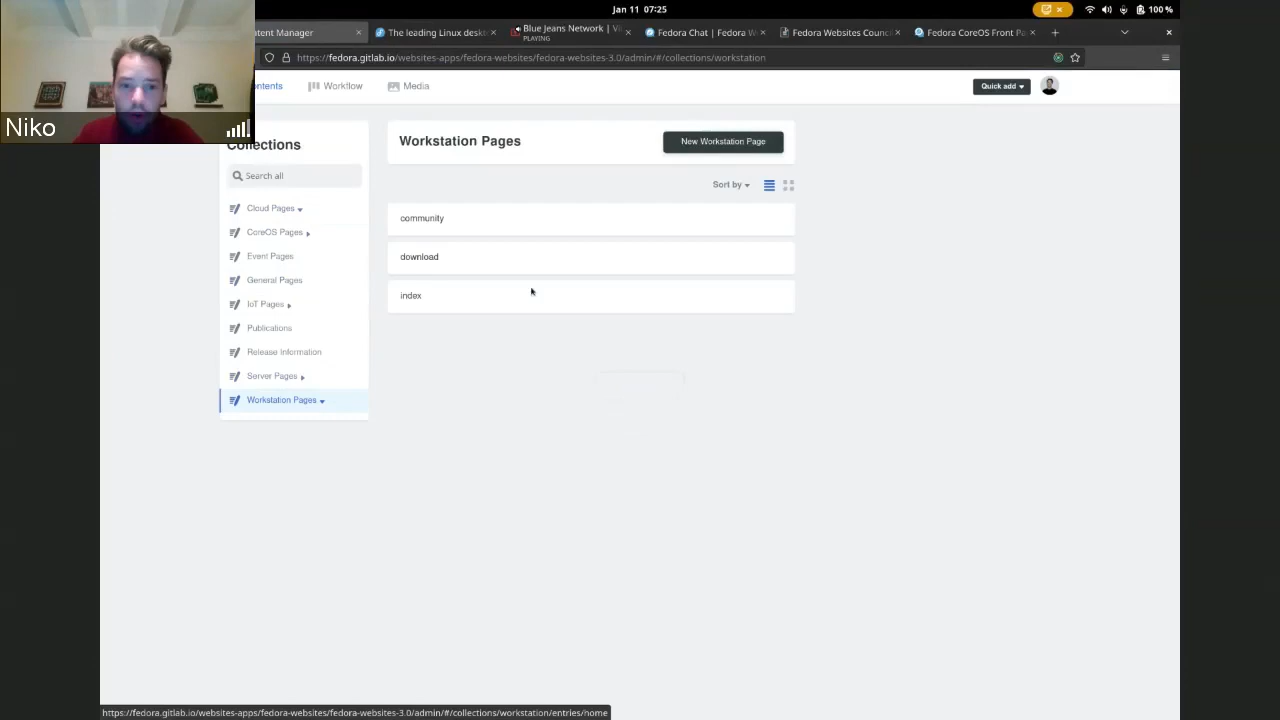 Jan 11 07:25
100 %
ntent Manager
The leading Linux desk
Blue Jeans Network | Vi
PLAYING
Fedora Chat | Fedora W
Fedora Websites Counc
Fedora CoreOS Front Pa
https://fedora.gitlab.io/websites-apps/fedora-websites/fedora-websites-3.0/admin/#/collections/workstation
ontents
Workflow
Media
Quick add
Niko
Collections
Search all
Cloud Pages
CoreOS Pages
Event Pages
General Pages
IoT Pages
Publications
Release Information
Server Pages
Workstation Pages
Workstation Pages
New Workstation Page
Sort by
community
download
index
https://fedora.gitlab.io/websites-apps/fedora-websites/fedora-websites-3.0/admin/#/collections/workstation/entries/home